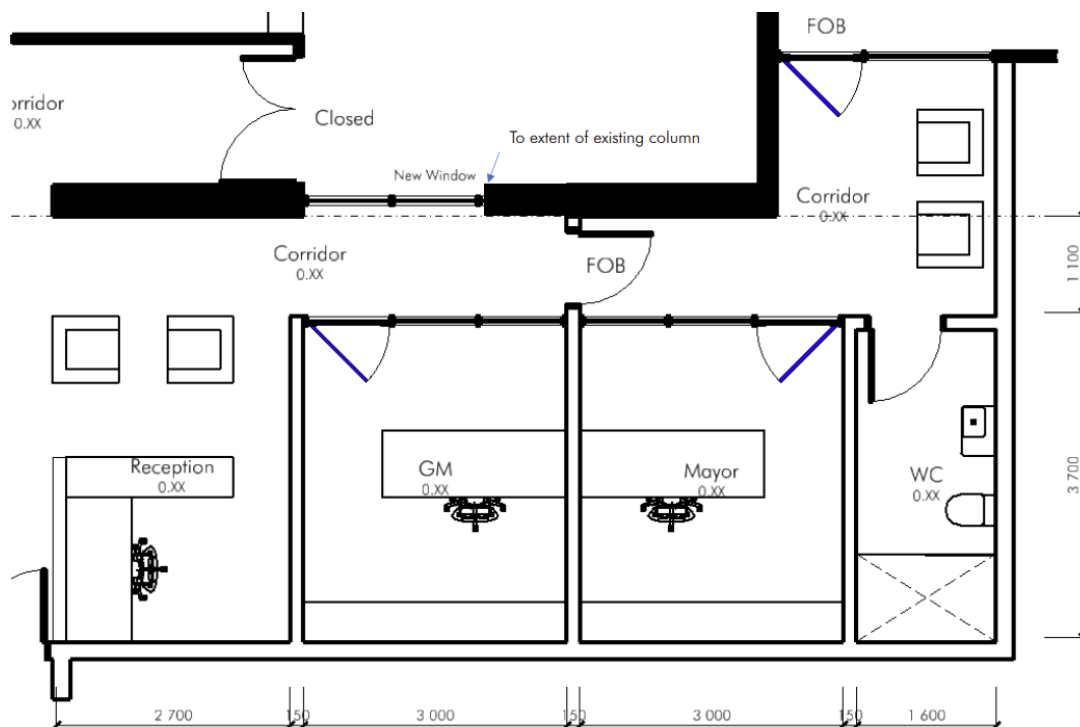 FOB
orridor
0.XX
Closed
To extent of existing column
New Window
Corridor
0.XX
Corridor
0.XX
FOB
1 100
Reception
0.XX
GM
0.XX
Mayor
0.XX
WC
0.XX
3 700
2 700
150
3 000
150
3 000
150
1 600